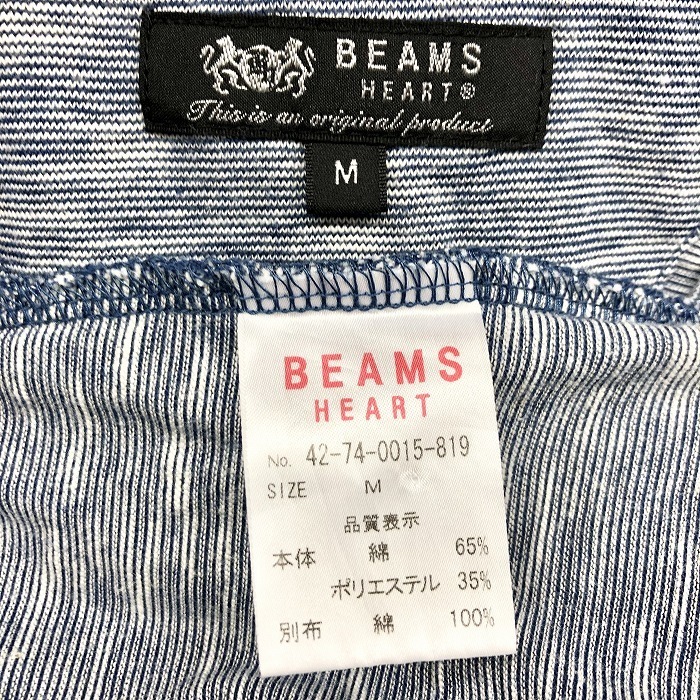 BEAMS
HEART®
This is an original product
M
BEAMS
HEART
No. 42-74-0015-819
SIZE M
品質表示
本体 綿 65%
ポリエステル 35%
別布 綿 100%